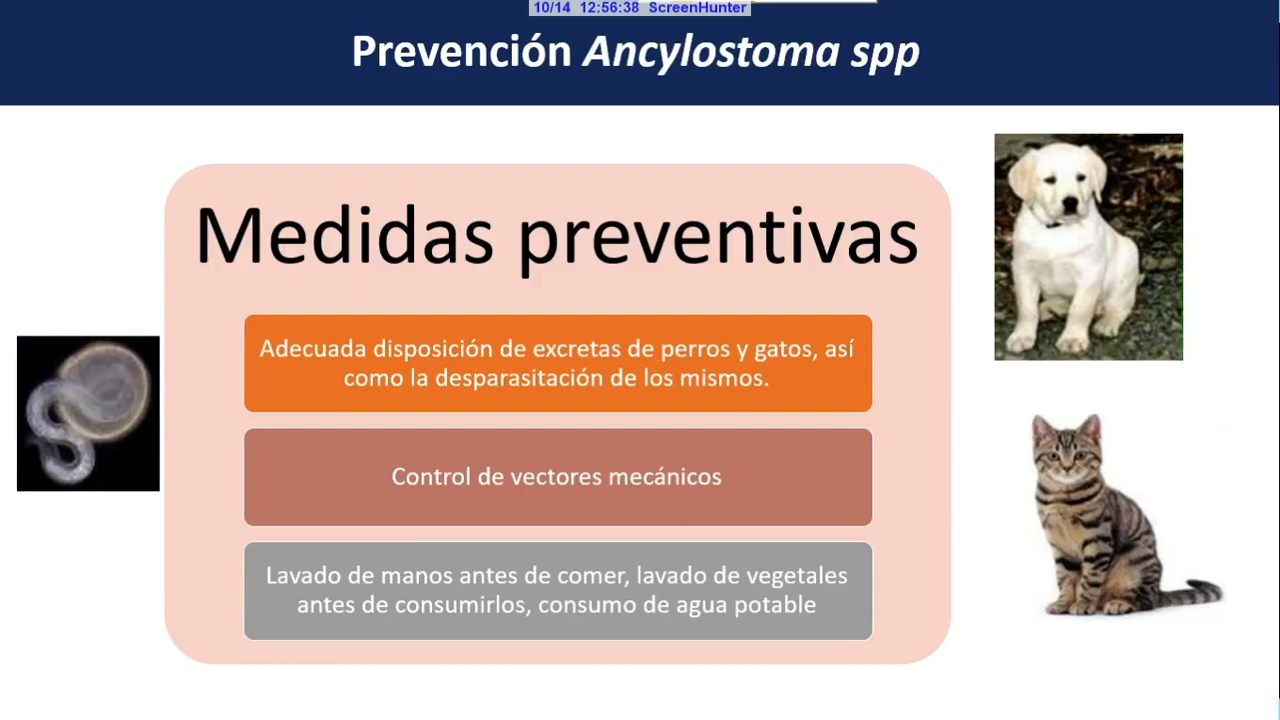 10/14 12:56:38 ScreenHunter
Prevención Ancylostoma spp
Medidas preventivas
Adecuada disposición de excretas de perros y gatos, así
como la desparasitación de los mismos.
Control de vectores mecánicos
Lavado de manos antes de comer, lavado de vegetales
antes de consumirlos, consumo de agua potable